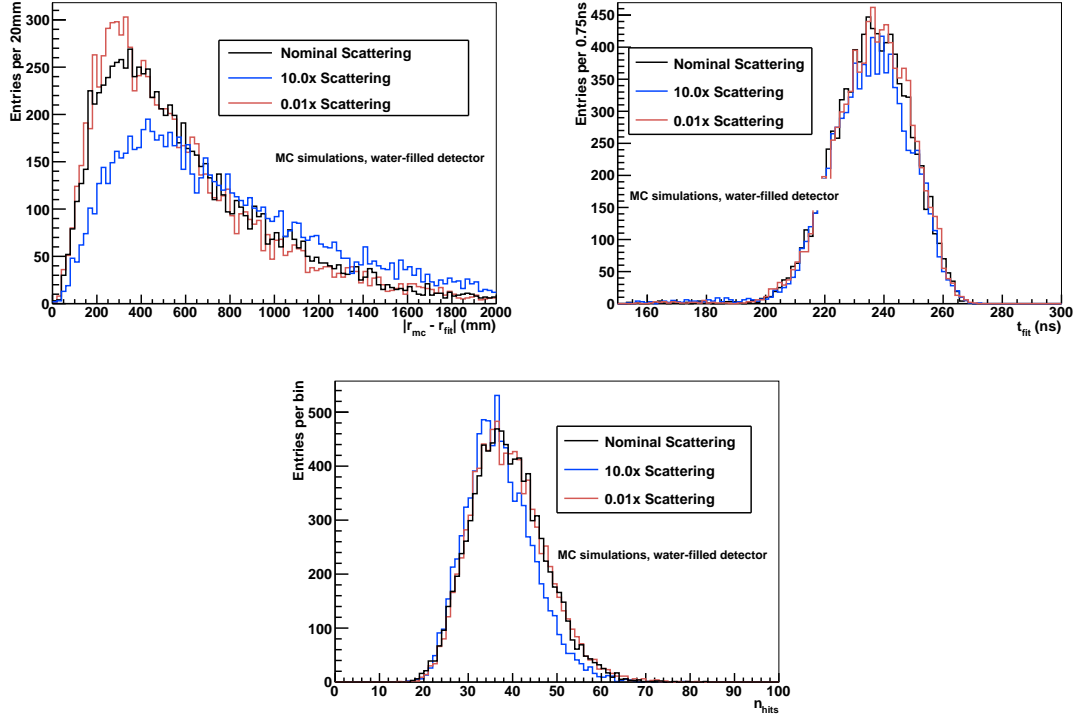 Entries per 20mm
300
250
200
150
100
50
0
Nominal Scattering
10.0x Scattering
0.01x Scattering
MC simulations, water-filled detector
0 200 400 600 800 1000 1200 1400 1600 1800 2000
|r_mc - r_fit| (mm)
Entries per 0.75ns
450
400
350
300
250
200
150
100
50
0
Nominal Scattering
10.0x Scattering
0.01x Scattering
MC simulations, water-filled detector
160 180 200 220 240 260 280 300
t_fit (ns)
Entries per bin
500
400
300
200
100
0
Nominal Scattering
10.0x Scattering
0.01x Scattering
MC simulations, water-filled detector
0 10 20 30 40 50 60 70 80 90 100
n_hits